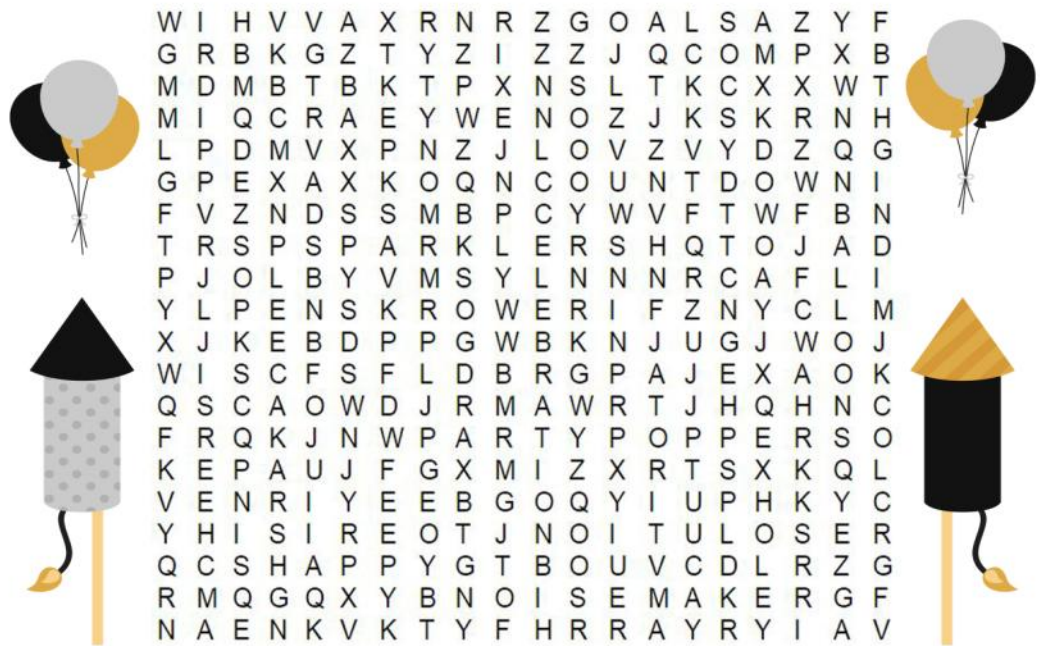 W I H V V A X R N R Z G O A L S A Z Y F
G R B K G Z T Y Z I Z Z J Q C O M P X B
M D M B T B K T P X N S L T K C X X W T
M I Q C R A E Y W E N O Z J K S K R N H
L P D M V X P N Z J L O V Z V Y D Z Q G
G P E X A X K O Q N C O U N T D O W N I
F V Z N D S S M B P C Y W V F T W F B N
T R S P S P A R K L E R S H Q T O J A D
P J O L B Y V M S Y L N N N R C A F L I
Y L P E N S K R O W E R I F Z N Y C L M
X J K E B D P P G W B K N J U G J W O J
W I S C F S F L D B R G P A J E X A O K
Q S C A O W D J R M A W R T J H Q H N C
F R Q K J N W P A R T Y P O P P E R S O
K E P A U J F G X M I Z X R T S X K Q L
V E N R I Y E E B G O Q Y I U P H K Y C
Y H I S I R E O T J N O I T U L O S E R
Q C S H A P P Y G T B O U V C D L R Z G
R M Q G Q X Y B N O I S E M A K E R G F
N A E N K V K T Y F H R R A Y R Y I A V